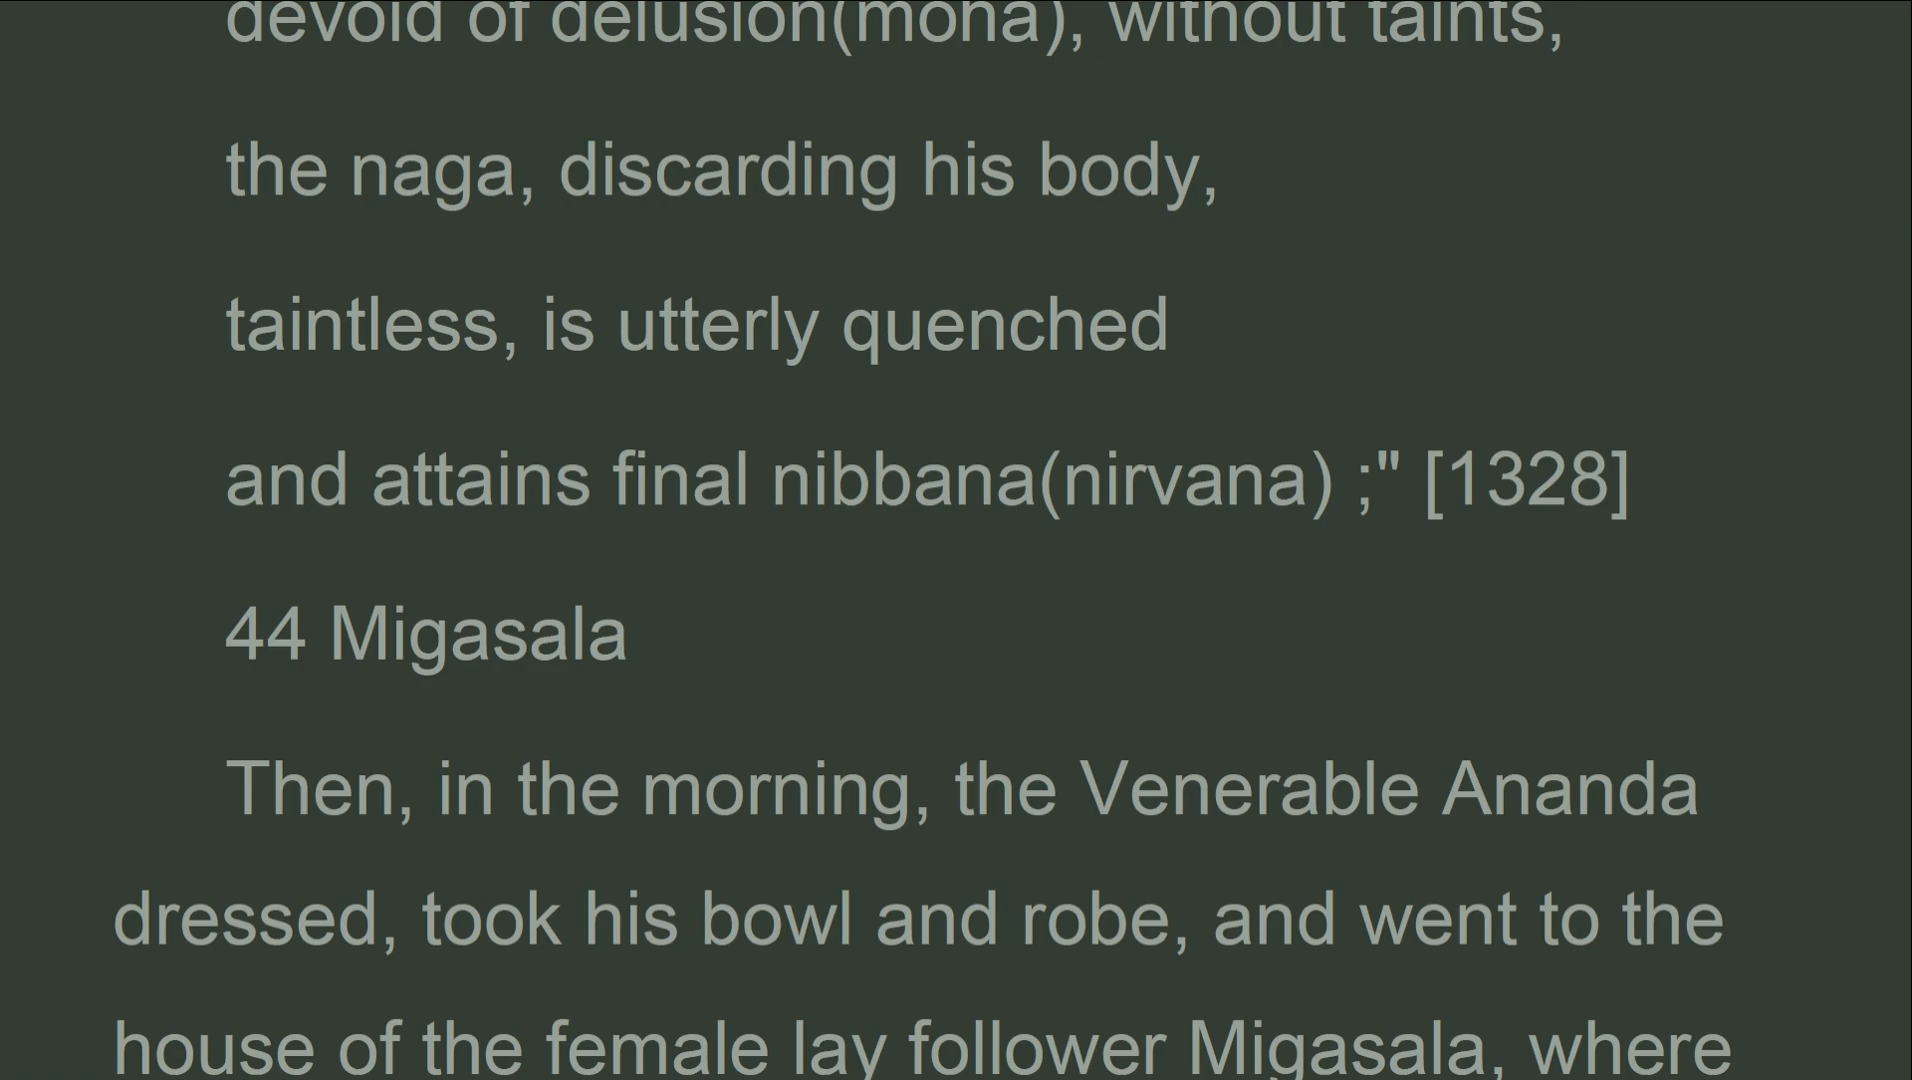 devoid of delusion(moha), without taints,
the naga, discarding his body,
taintless, is utterly quenched
and attains final nibbana(nirvana) ;" [1328]
44 Migasala
Then, in the morning, the Venerable Ananda
dressed, took his bowl and robe, and went to the
house of the female lay follower Migasala, where